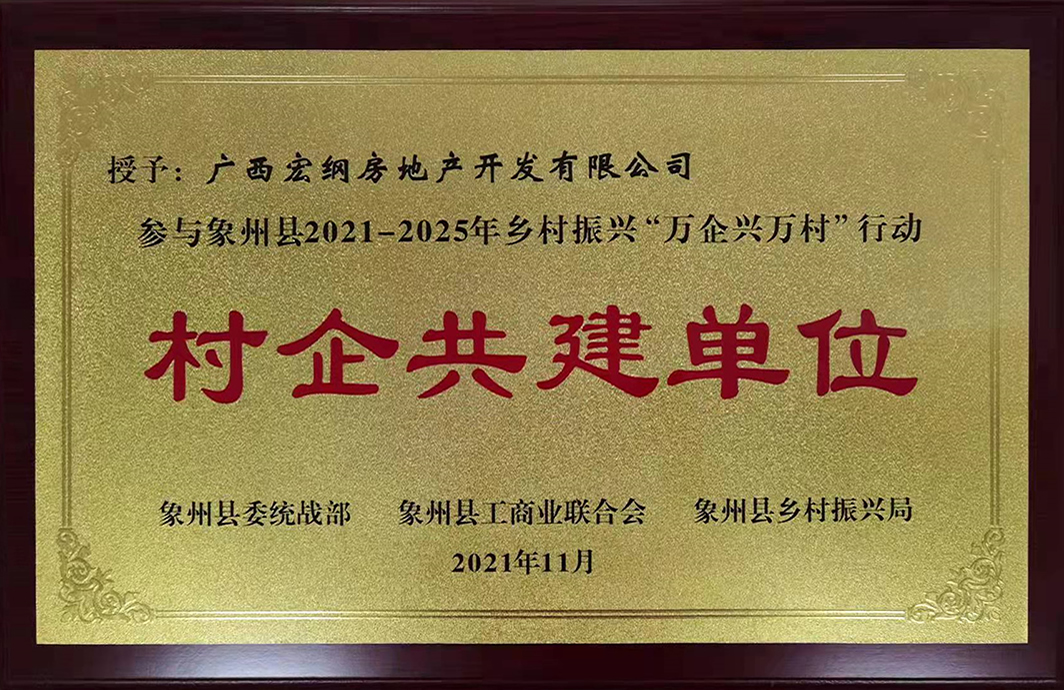 授予：广西宏纲房地产开发有限公司
参与象州县2021-2025年乡村振兴“万企兴万村”行动
村企共建单位
象州县委统战部 象州县工商业联合会 象州县乡村振兴局
2021年11月